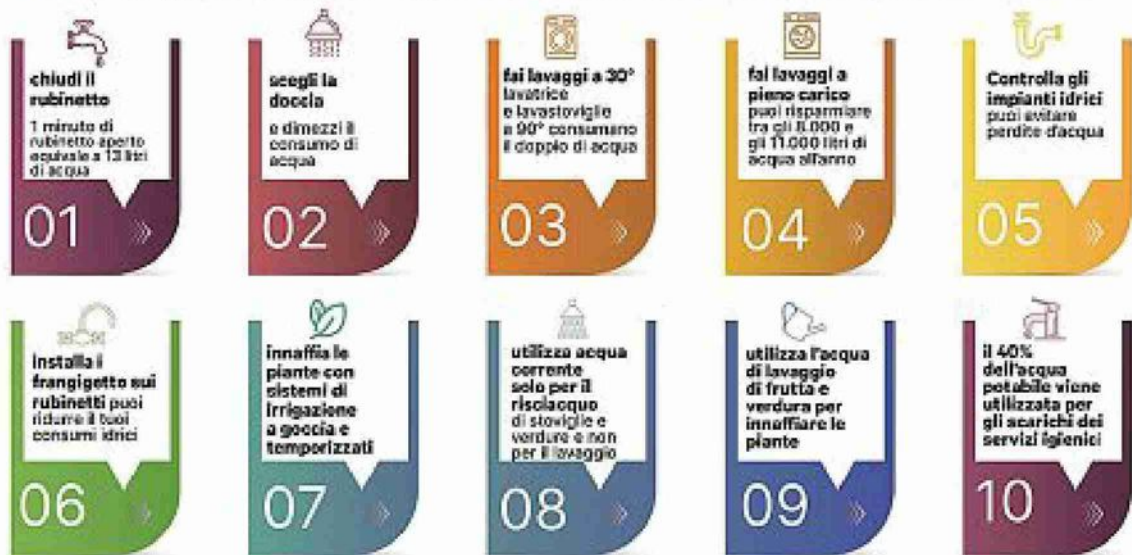 chiudi il
rubinetto
1 minuto di
rubinetto aperto
equivale a 13 litri
di acqua
01
scegli la
doccia
e dimezzi il
consumo di
acqua
02
fai lavaggi a 30°
lavatrice
e lavastoviglie
a 90° consumano
il doppio di acqua
03
fai lavaggi a
pieno carico
puoi risparmiare
tra gli 8.000 e
gli 11.000 litri di
acqua all'anno
04
Controlla gli
impianti idrici
puoi evitare
perdite d'acqua
05
installa i
frangigetto sui
rubinetti puoi
ridurre il tuoi
consumi idrici
06
innaffia le
piante con
sistemi di
irrigazione
a goccia e
temporizzati
07
utilizza acqua
corrente
solo per il
risciacquo
di stoviglie e
verdure e non
per il lavaggio
08
utilizza l'acqua
di lavaggio
di frutta e
verdura per
innaffiare le
piante
09
il 40%
dell'acqua
potabile viene
utilizzata per
gli scarichi dei
servizi igienici
10